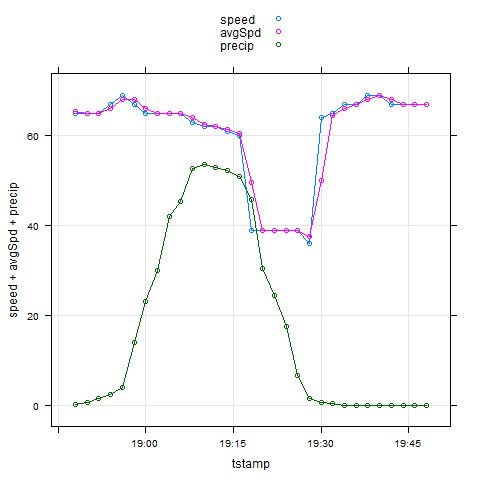 speed
avgSpd
precip
speed + avgSpd + precip
60
40
20
0
19:00 19:15 19:30 19:45
tstamp